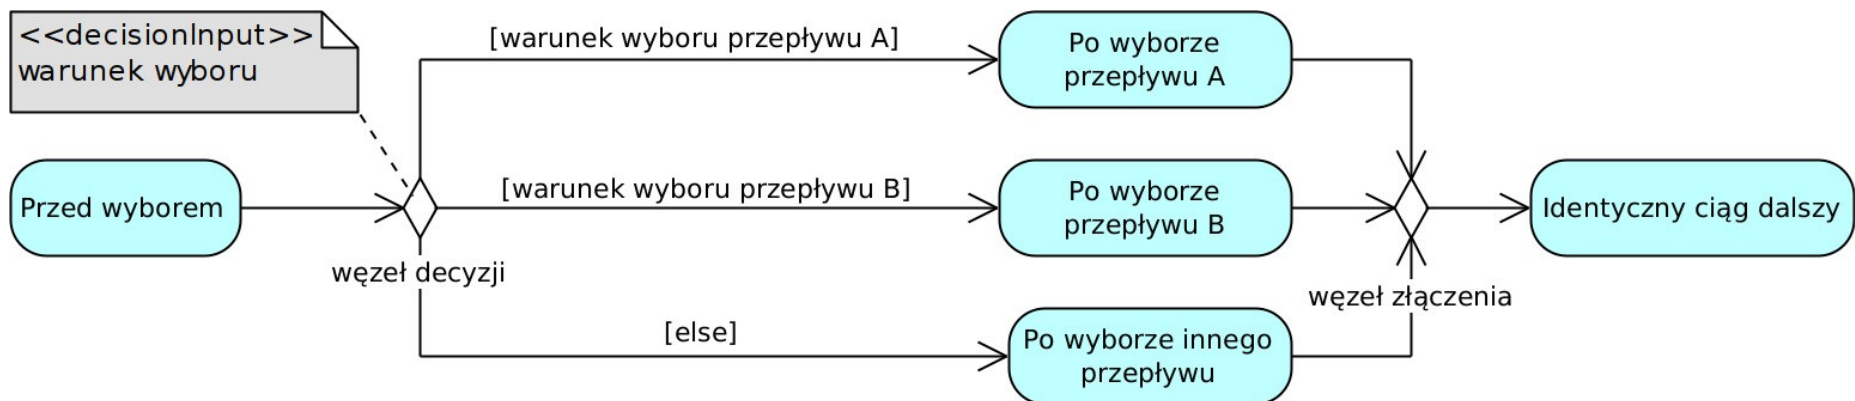 <<decisionInput>>
warunek wyboru
[warunek wyboru przepływu A]
Po wyborze
przepływu A
Przed wyborem
[warunek wyboru przepływu B]
Po wyborze
przepływu B
Identyczny ciąg dalszy
węzeł decyzji
węzeł złączenia
[else]
Po wyborze innego
przepływu